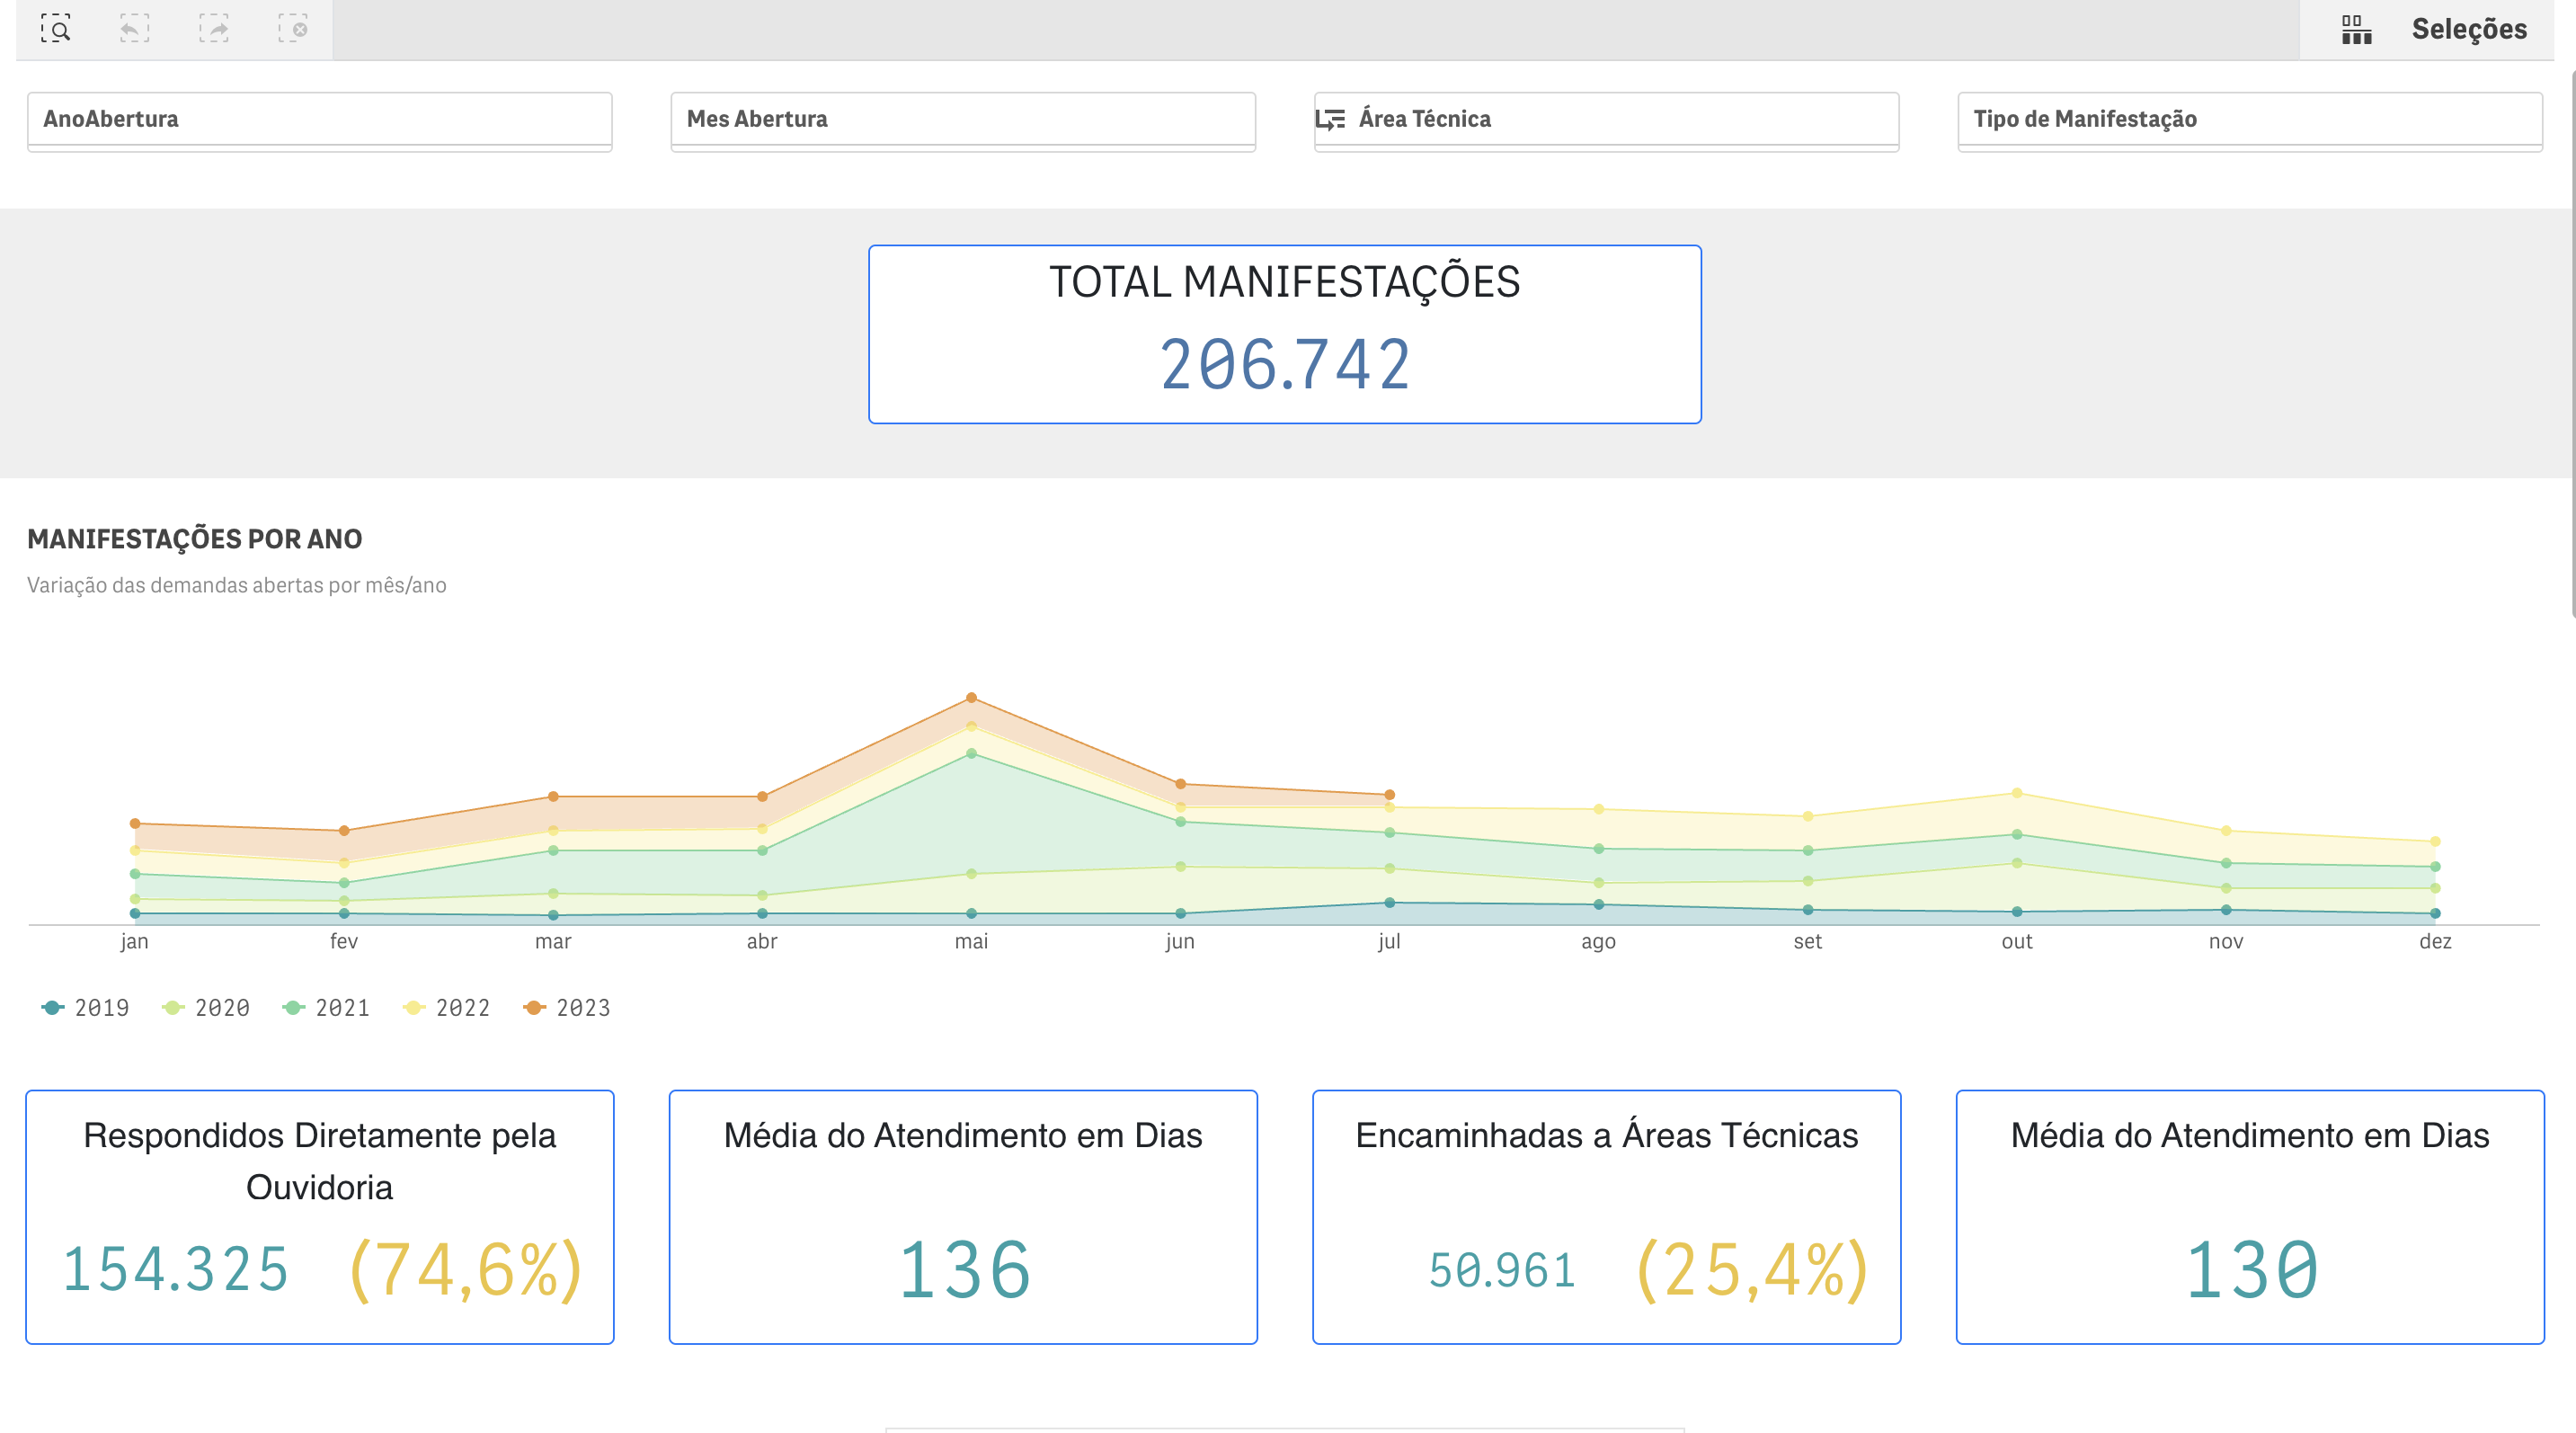 Seleções
AnoAbertura
Mes Abertura
Área Técnica
Tipo de Manifestação
TOTAL MANIFESTAÇÕES
206.742
MANIFESTAÇÕES POR ANO
Variação das demandas abertas por mês/ano
jan fev mar abr mai jun jul ago set out nov dez
2019 2020 2021 2022 2023
Respondidos Diretamente pela
Ouvidoria
154.325 (74,6%)
Média do Atendimento em Dias
136
Encaminhadas a Áreas Técnicas
50.961 (25,4%)
Média do Atendimento em Dias
130